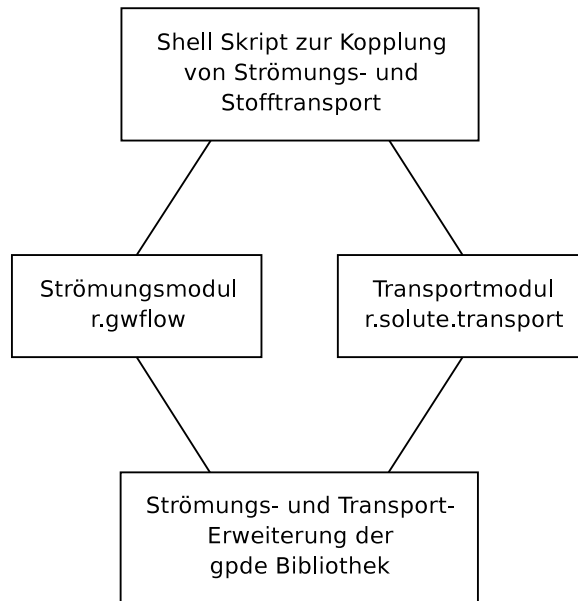 Shell Skript zur Kopplung
von Strömungs- und
Stofftransport
Strömungsmodul
r.gwflow
Transportmodul
r.solute.transport
Strömungs- und Transport-
Erweiterung der
gpde Bibliothek